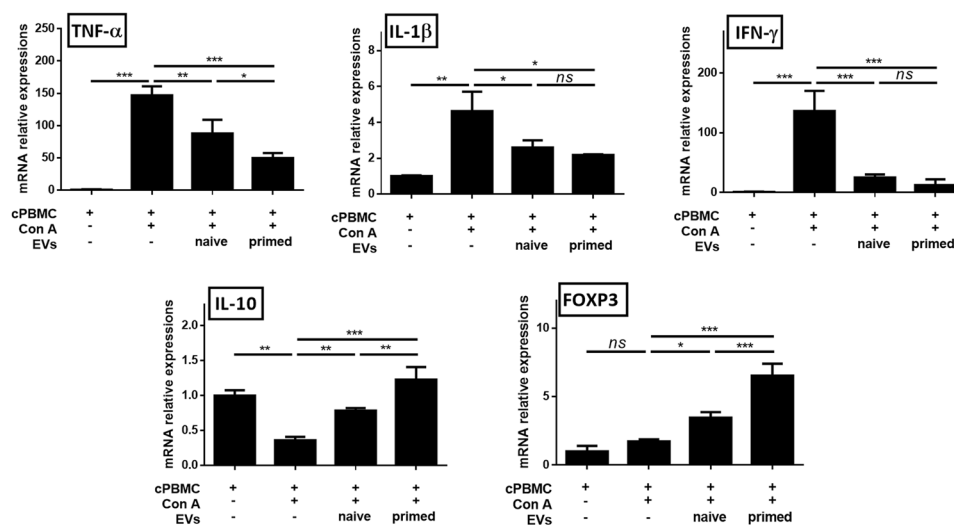 TNF-α
mRNA relative expressions
200
150
100
50
0
***
*** ** *
cPBMC + + + +
Con A - + + +
EVs - - naive primed
IL-1β
mRNA relative expressions
8
6
4
2
0
*
** * ns
cPBMC + + + +
Con A - + + +
EVs - - naive primed
IFN-γ
mRNA relative expressions
200
100
0
***
*** *** ns
cPBMC + + + +
Con A - + + +
EVs - - naive primed
IL-10
mRNA relative expressions
2.0
1.5
1.0
0.5
0.0
***
** ** **
cPBMC + + + +
Con A - + + +
EVs - - naive primed
FOXP3
mRNA relative expressions
10
5
0
***
ns * ***
cPBMC + + + +
Con A - + + +
EVs - - naive primed